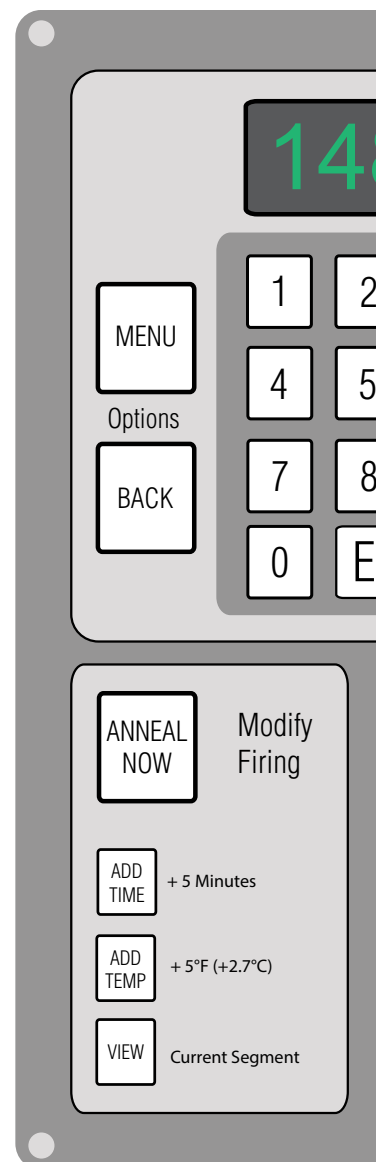 148
1 2
MENU
4 5
Options
7 8
BACK
0 E
ANNEAL
NOW
Modify
Firing
ADD
TIME
+ 5 Minutes
ADD
TEMP
+ 5°F (+2.7°C)
VIEW
Current Segment